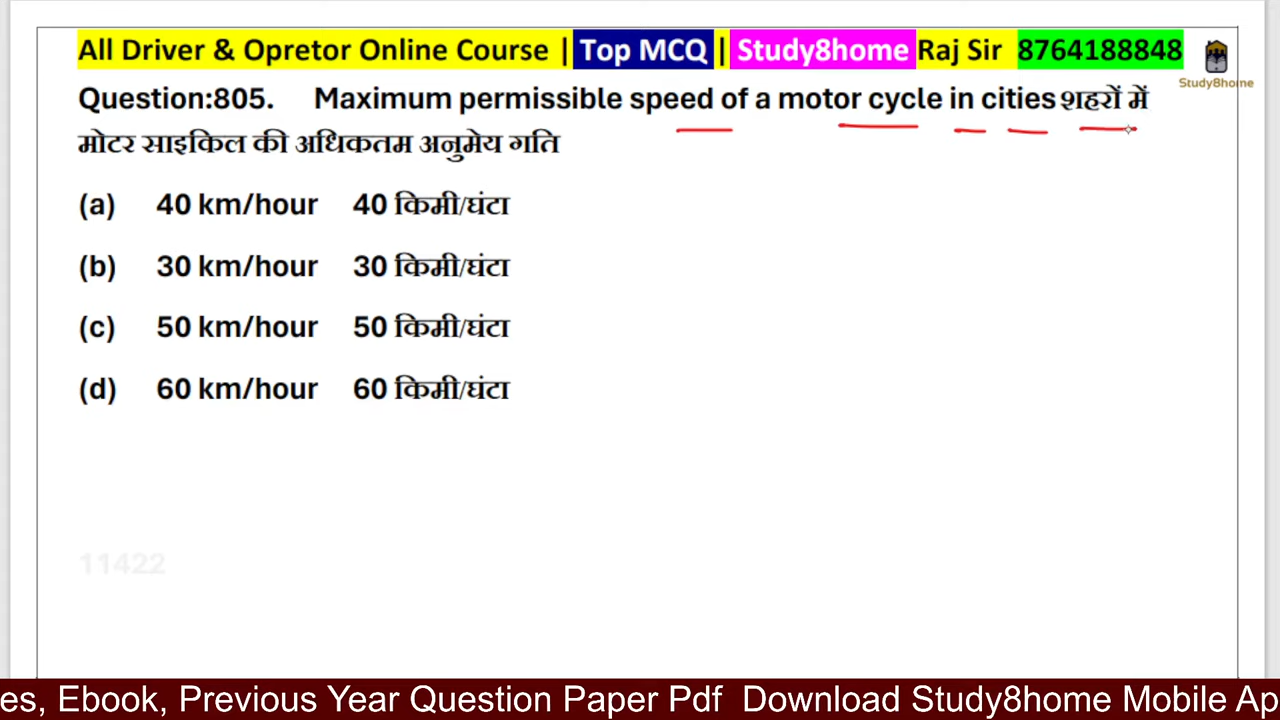 All Driver & Opretor Online Course | Top MCQ | Study8home Raj Sir 8764188848
Study8home
Question:805. Maximum permissible speed of a motor cycle in cities शहरों में
मोटर साइकिल की अधिकतम अनुमेय गति
(a) 40 km/hour 40 किमी/घंटा
(b) 30 km/hour 30 किमी/घंटा
(c) 50 km/hour 50 किमी/घंटा
(d) 60 km/hour 60 किमी/घंटा
11422
es, Ebook, Previous Year Question Paper Pdf Download Study8home Mobile Ap